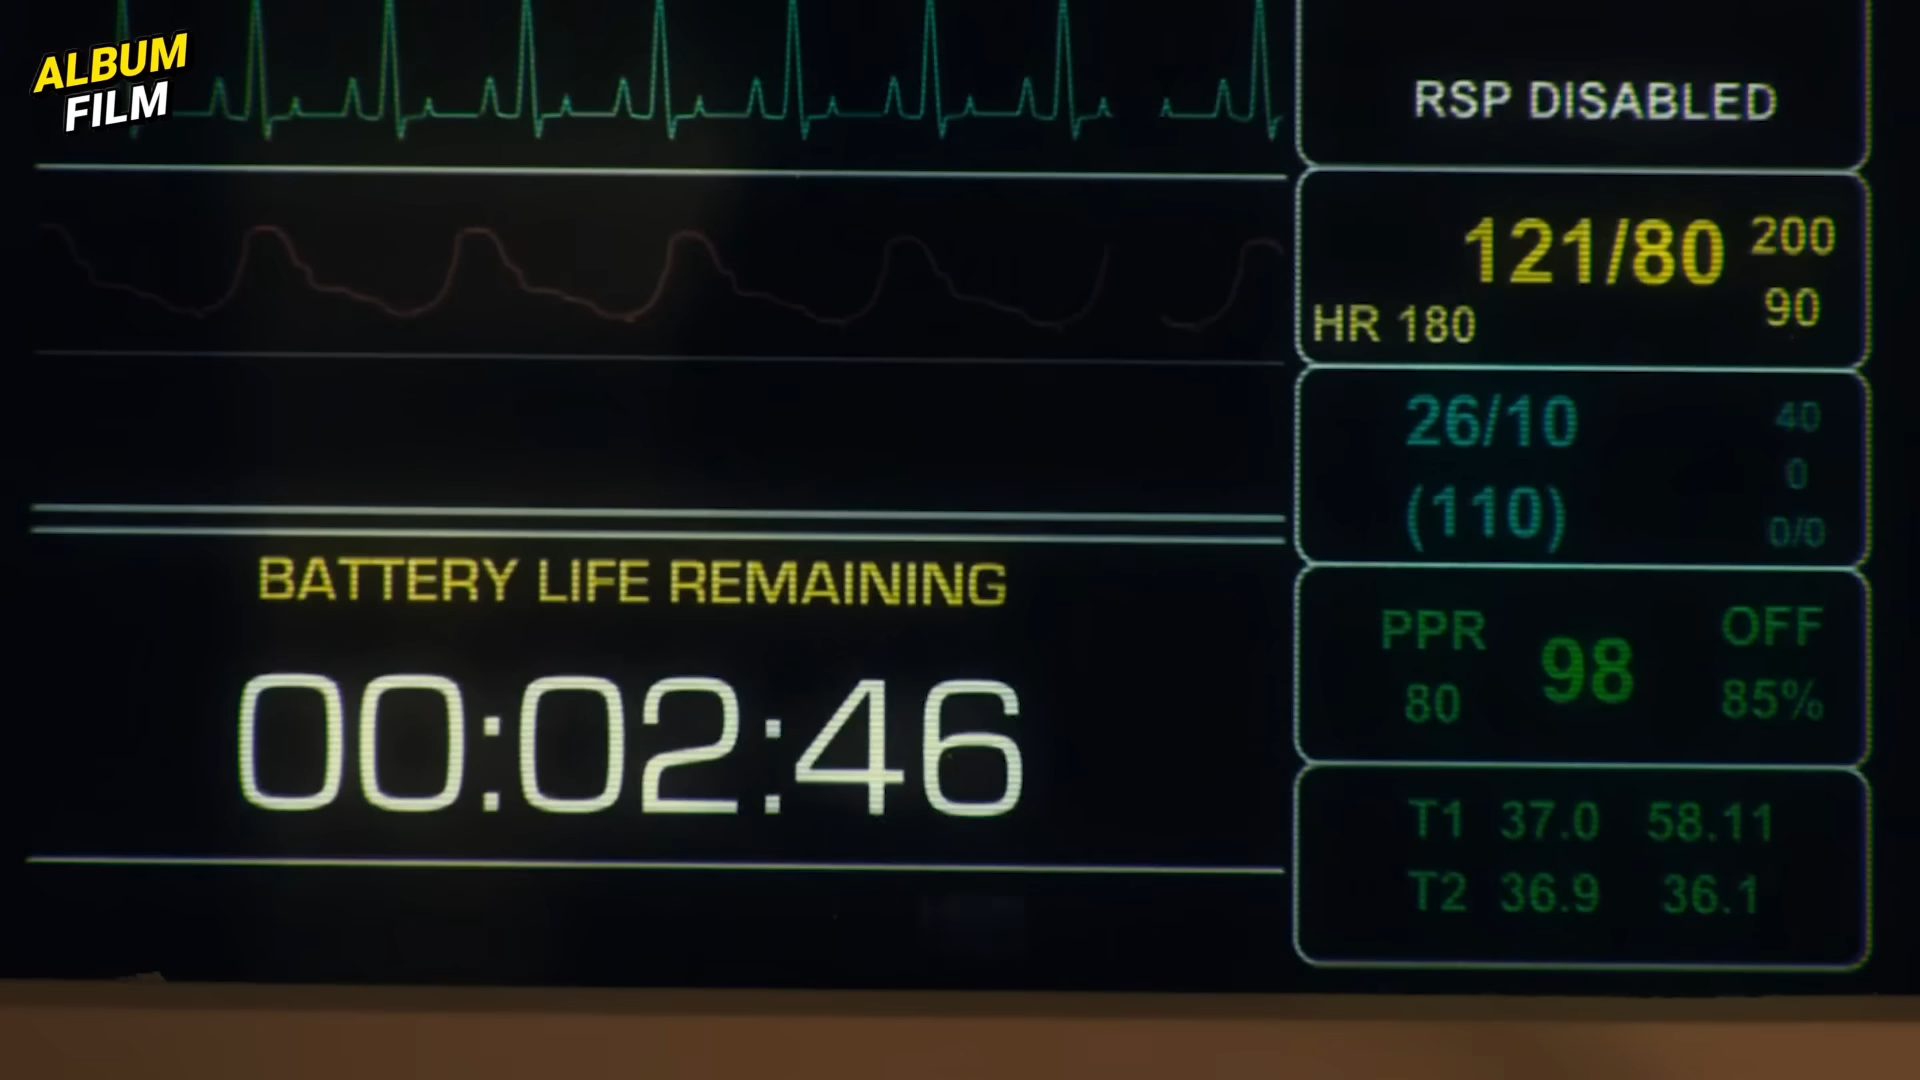 ALBUM
FILM
RSP DISABLED
121/80
200
90
HR 180
26/10
40
0
(110)
0/0
BATTERY LIFE REMAINING
00:02:46
PPR
98
OFF
80
85%
T1 37.0 58.11
T2 36.9 36.1